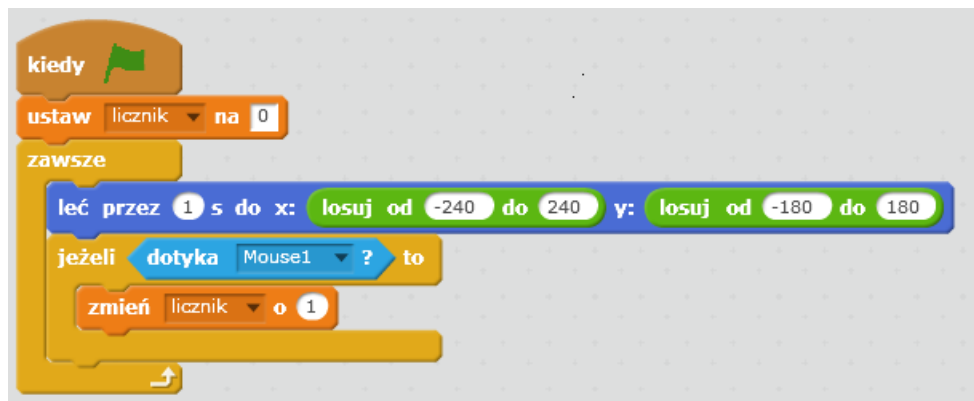 kiedy
ustaw licznik na 0
zawsze
leć przez 1 s do x: losuj od -240 do 240 y: losuj od -180 do 180
jeżeli dotyka Mouse1 ? to
zmień licznik o 1